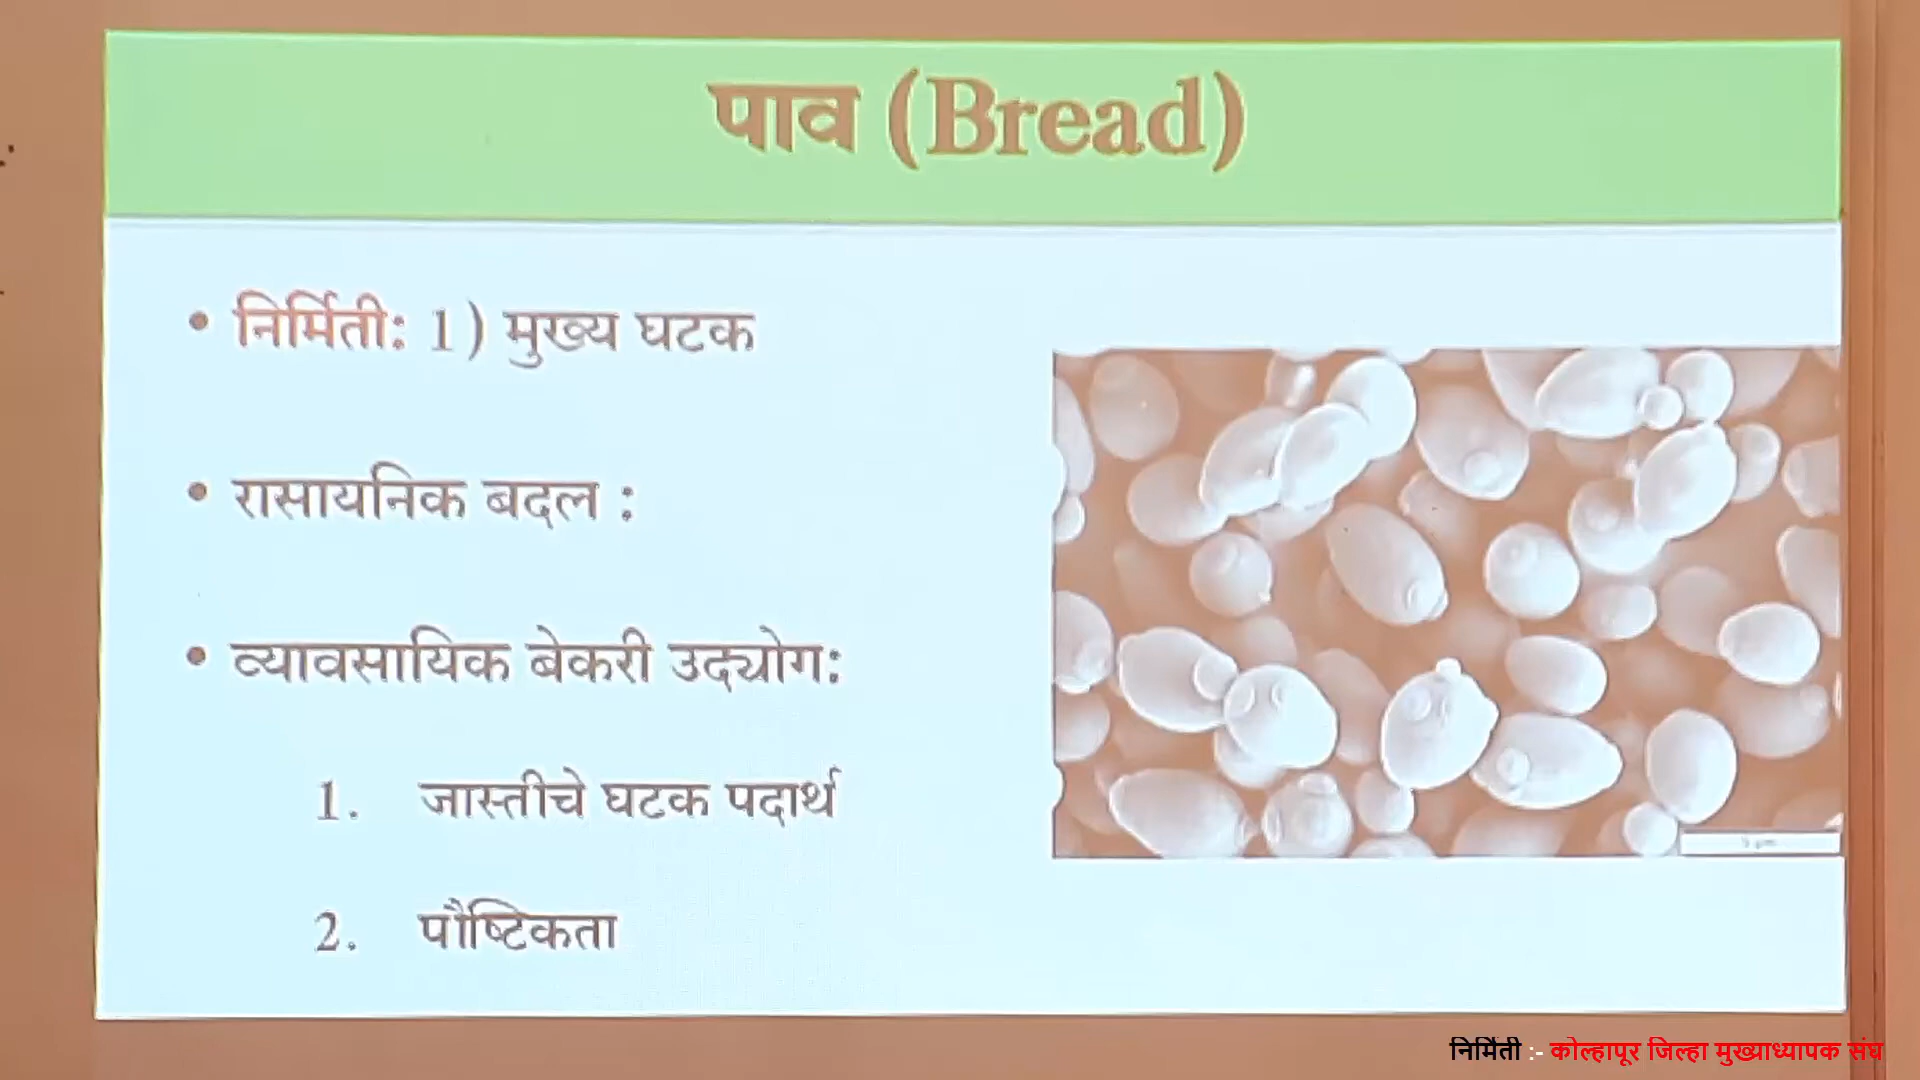 पाव (Bread)
• निर्मिती: 1) मुख्य घटक
• रासायनिक बदल :
• व्यावसायिक बेकरी उद्योग:
1. जास्तीचे घटक पदार्थ
2. पौष्टिकता
निर्मिती :- कोल्हापूर जिल्हा मुख्याध्यापक संघ